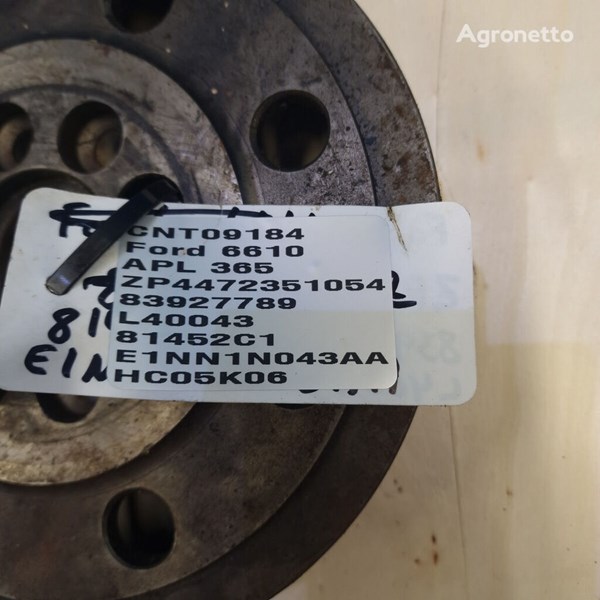 Agronetto
CNT09184
Ford 6610
APL 365
ZP4472351054
83927789
L40043
81452C1
E1NN1N043AA
HC05K06